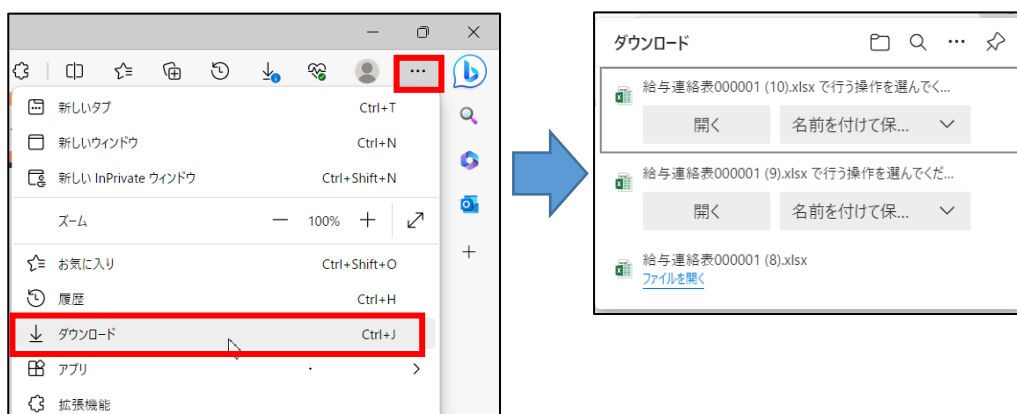 新しいタブ Ctrl+T
新しいウィンドウ Ctrl+N
新しい InPrivate ウィンドウ Ctrl+Shift+N
ズーム 100%
お気に入り Ctrl+Shift+O
履歴 Ctrl+H
ダウンロード Ctrl+J
アプリ
拡張機能
ダウンロード
給与連絡表000001 (10).xlsx で行う操作を選んでく...
開く 名前を付けて保...
給与連絡表000001 (9).xlsx で行う操作を選んでくだ...
開く 名前を付けて保...
給与連絡表000001 (8).xlsx
ファイルを開く